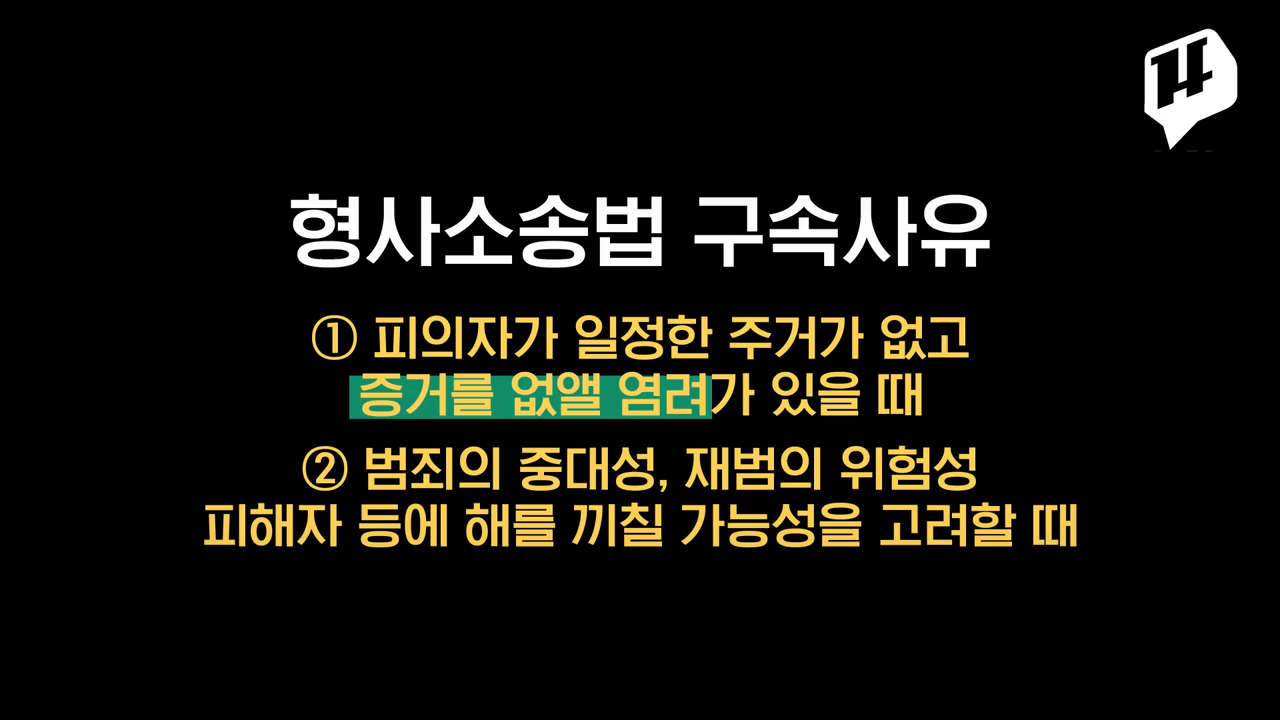 형사소송법 구속사유
① 피의자가 일정한 주거가 없고
증거를 없앨 염려가 있을 때
② 범죄의 중대성, 재범의 위험성
피해자 등에 해를 끼칠 가능성을 고려할 때